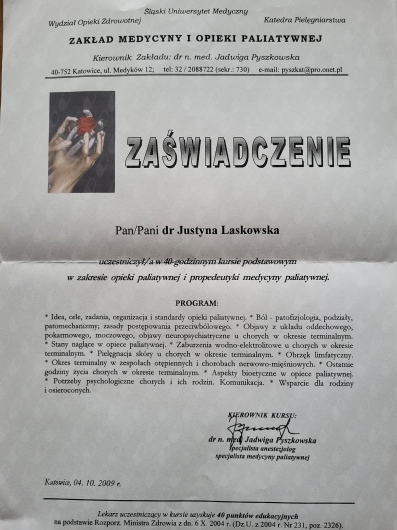 Śląski Uniwersytet Medyczny
Wydział Opieki Zdrowotnej Katedra Pielęgniarstwa
ZAKŁAD MEDYCYNY I OPIEKI PALIATYWNEJ
Kierownik Zakładu: dr n. med. Jadwiga Pyszkowska
40-752 Katowice, ul. Medyków 12; tel: 32 / 2088722 (sekr.: 730) e-mail: pyszkat@pro.onet.pl
ZAŚWIADCZENIE
Pan/Pani dr Justyna Laskowska
uczestniczył/a w 40-godzinnym kursie podstawowym
w zakresie opieki paliatywnej i propedeutyki medycyny paliatywnej.
PROGRAM:
* Idea, cele, zadania, organizacja i standardy opieki paliatywnej. * Ból - patofizjologia, podziały,
patomechanizmy; zasady postępowania przeciwbólowego. * Objawy z układu oddechowego,
pokarmowego, moczowego, objawy neuropsychiatryczne u chorych w okresie terminalnym.
* Stany naglące w opiece paliatywnej. * Zaburzenia wodno-elektrolitowe u chorych w okresie
terminalnym. * Pielęgnacja skóry u chorych w okresie terminalnym. * Obrzęk limfatyczny.
* Okres terminalny w zespołach otępiennych i chorobach nerwowo-mięśniowych. * Ostatnie
godziny życia chorych w okresie terminalnym. * Aspekty bioetyczne w opiece paliatywnej.
* Potrzeby psychologiczne chorych i ich rodzin. Komunikacja. * Wsparcie dla rodziny
i osieroconych.
KIEROWNIK KURSU:
dr n. med. Jadwiga Pyszkowska
specjalista anestezjolog
specjalista medycyny paliatywnej
Katowice, 04. 10. 2009 r.
Lekarz uczestniczący w kursie uzyskuje 40 punktów edukacyjnych
na podstawie Rozporz. Ministra Zdrowia z dn. 6 X 2004 r. (Dz.U. z 2004 r. Nr 231, poz. 2326).